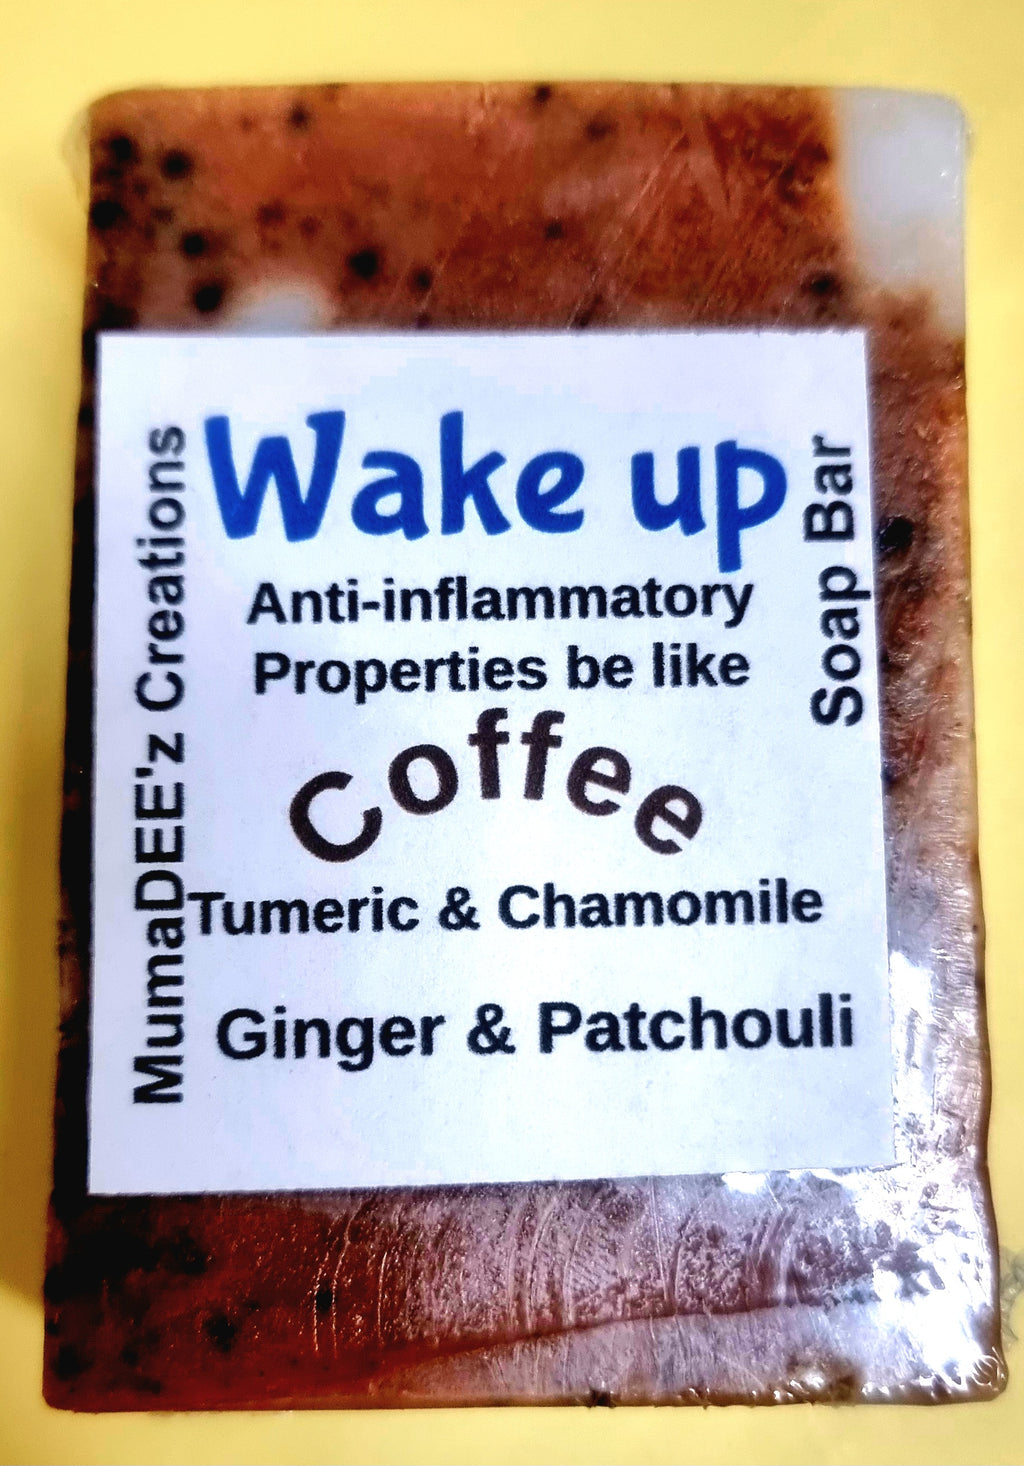 Wake up
Anti-inflammatory
Properties be like
Coffee
Tumeric & Chamomile
Ginger & Patchouli
MumaDEE'z Creations
Soap Bar